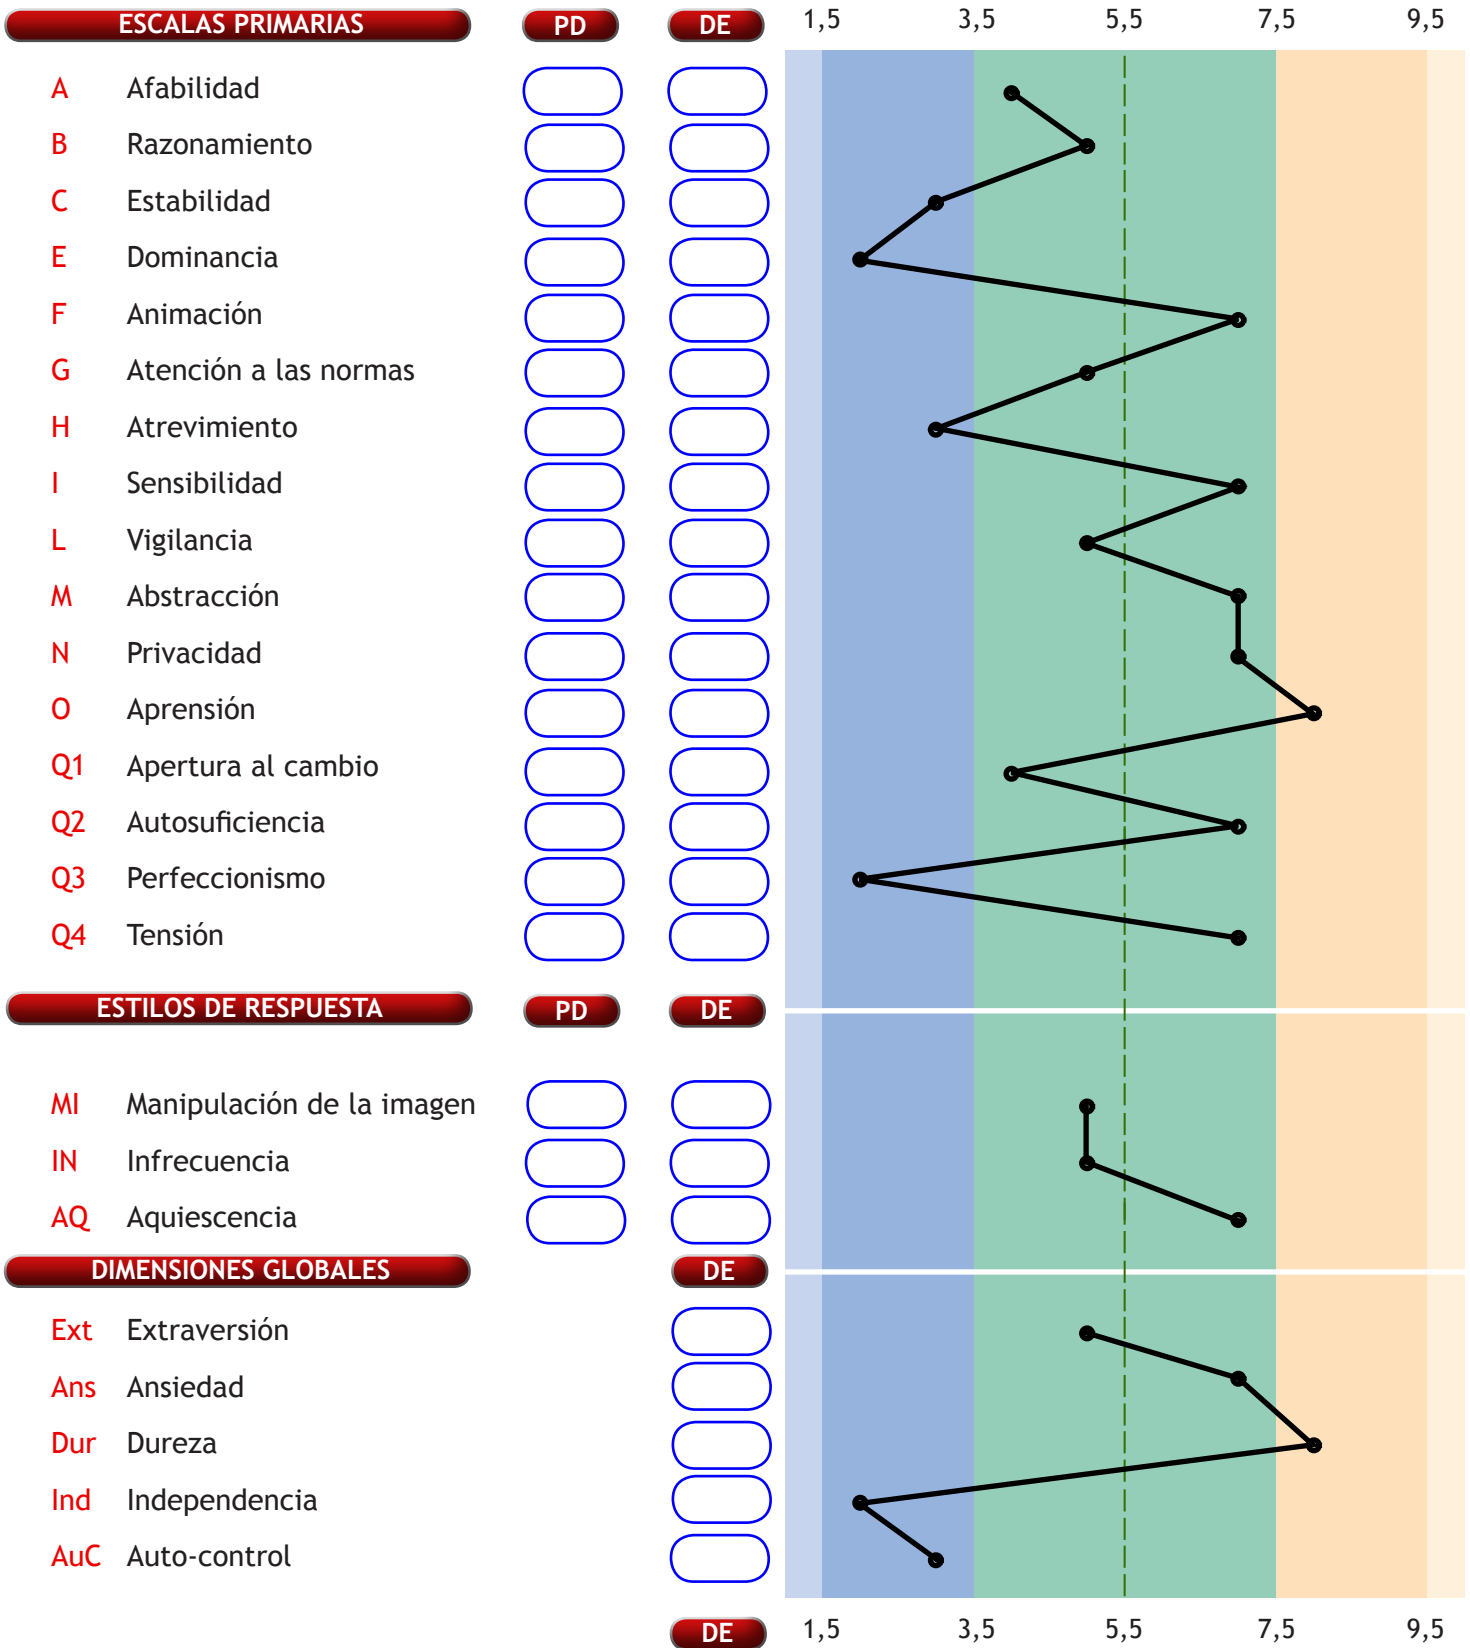 ESCALAS PRIMARIAS PD DE 1,5 3,5 5,5 7,5 9,5
A Afabilidad
B Razonamiento
C Estabilidad
E Dominancia
F Animación
G Atención a las normas
H Atrevimiento
I Sensibilidad
L Vigilancia
M Abstracción
N Privacidad
O Aprensión
Q1 Apertura al cambio
Q2 Autosuficiencia
Q3 Perfeccionismo
Q4 Tensión
ESTILOS DE RESPUESTA PD DE
MI Manipulación de la imagen
IN Infrecuencia
AQ Aquiescencia
DIMENSIONES GLOBALES DE
Ext Extraversión
Ans Ansiedad
Dur Dureza
Ind Independencia
AuC Auto-control
DE 1,5 3,5 5,5 7,5 9,5